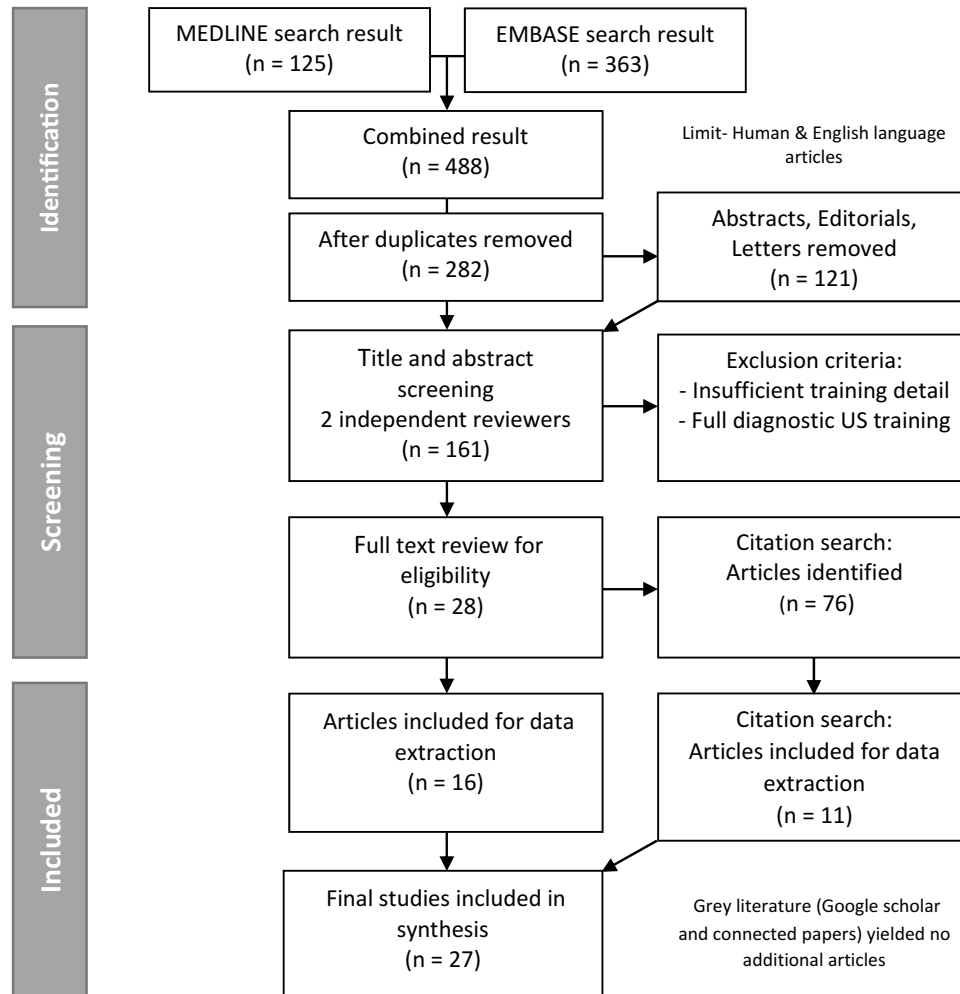 MEDLINE search result
(n = 125)
EMBASE search result
(n = 363)
Identification
Combined result
(n = 488)
Limit- Human & English language
articles
After duplicates removed
(n = 282)
Abstracts, Editorials,
Letters removed
(n = 121)
Screening
Title and abstract
screening
2 independent reviewers
(n = 161)
Exclusion criteria:
- Insufficient training detail
- Full diagnostic US training
Full text review for
eligibility
(n = 28)
Citation search:
Articles identified
(n = 76)
Included
Articles included for data
extraction
(n = 16)
Citation search:
Articles included for data
extraction
(n = 11)
Final studies included in
synthesis
(n = 27)
Grey literature (Google scholar
and connected papers) yielded no
additional articles